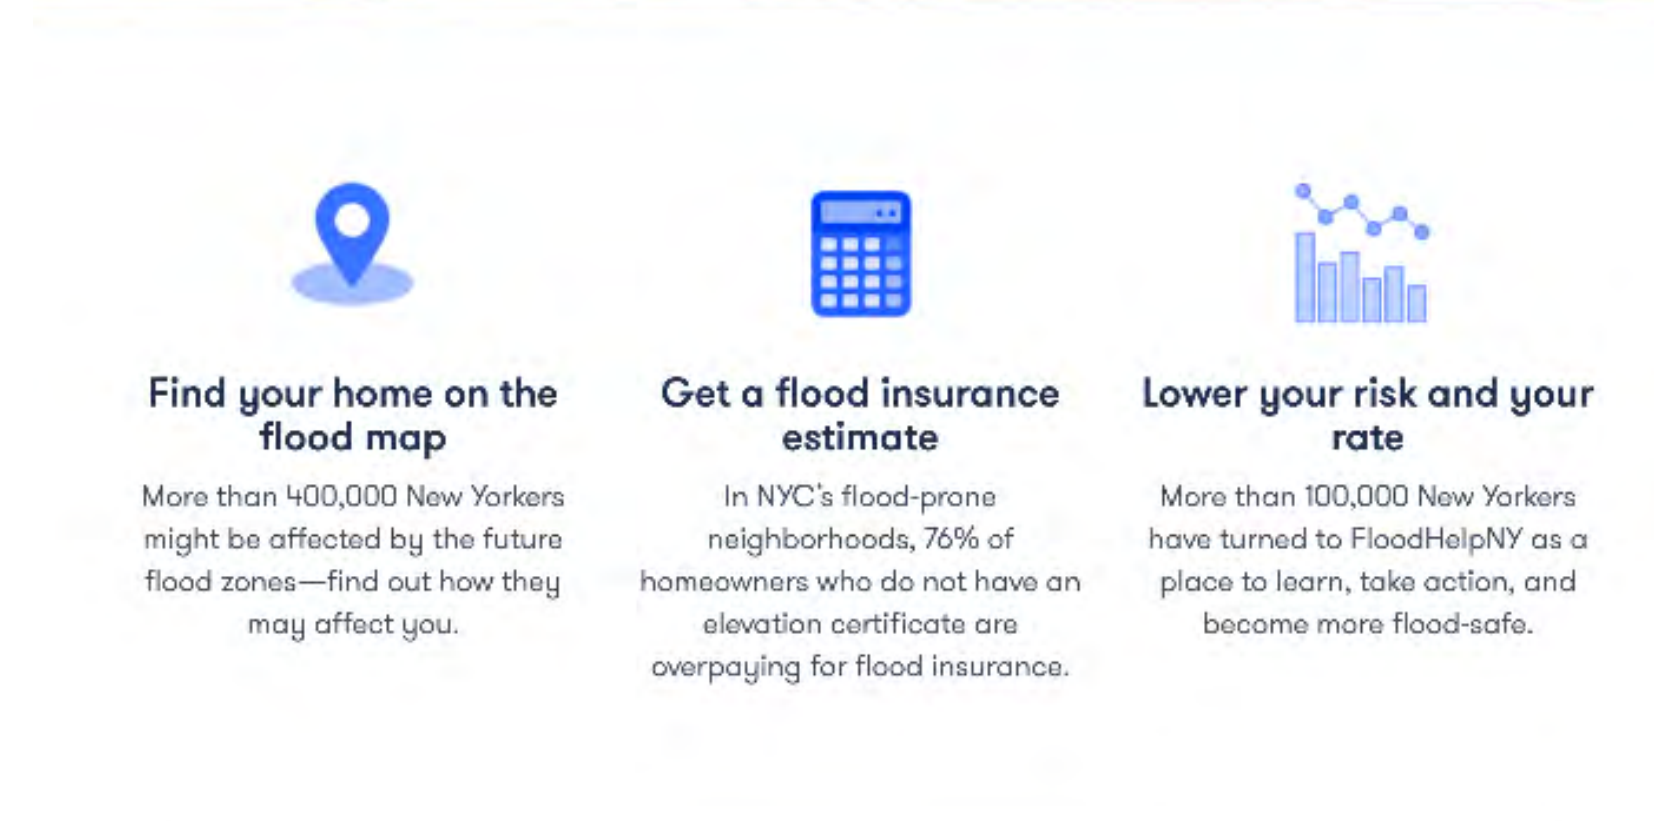 Find your home on the
flood map
More than 400,000 New Yorkers
might be affected by the future
flood zones—find out how they
may affect you.
Get a flood insurance
estimate
In NYC's flood-prone
neighborhoods, 76% of
homeowners who do not have an
elevation certificate are
overpaying for flood insurance.
Lower your risk and your
rate
More than 100,000 New Yorkers
have turned to FloodHelpNY as a
place to learn, take action, and
become more flood-safe.